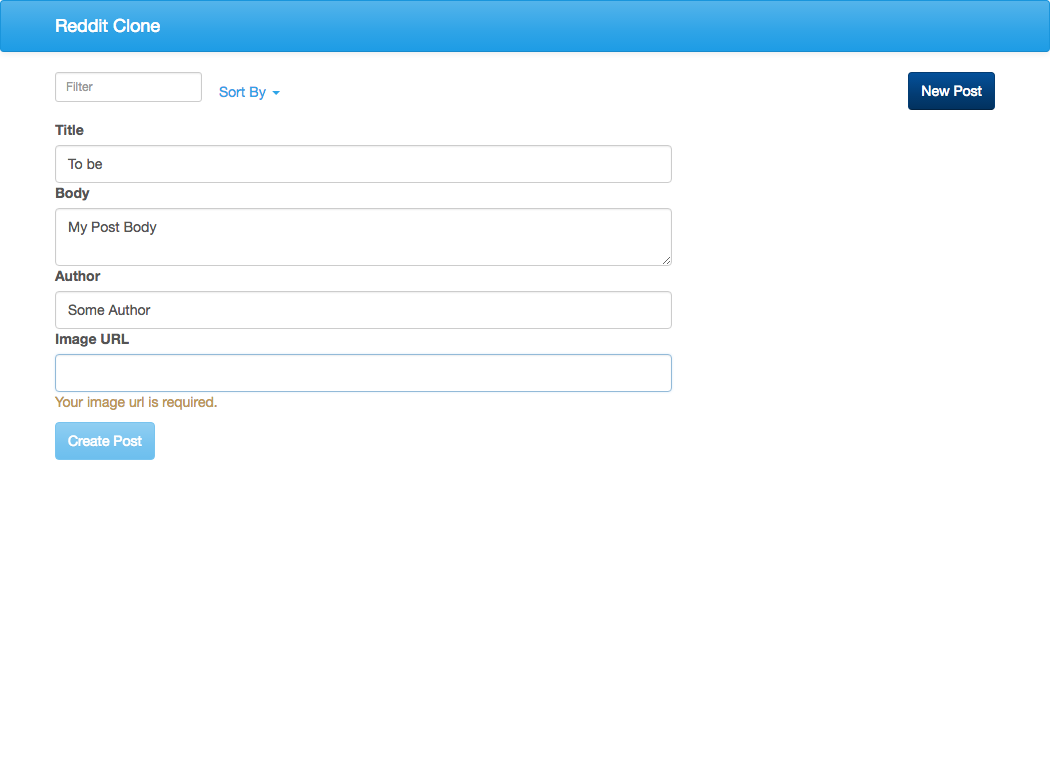 Reddit Clone
Filter
Sort By
New Post
Title
To be
Body
My Post Body
Author
Some Author
Image URL
Your image url is required.
Create Post